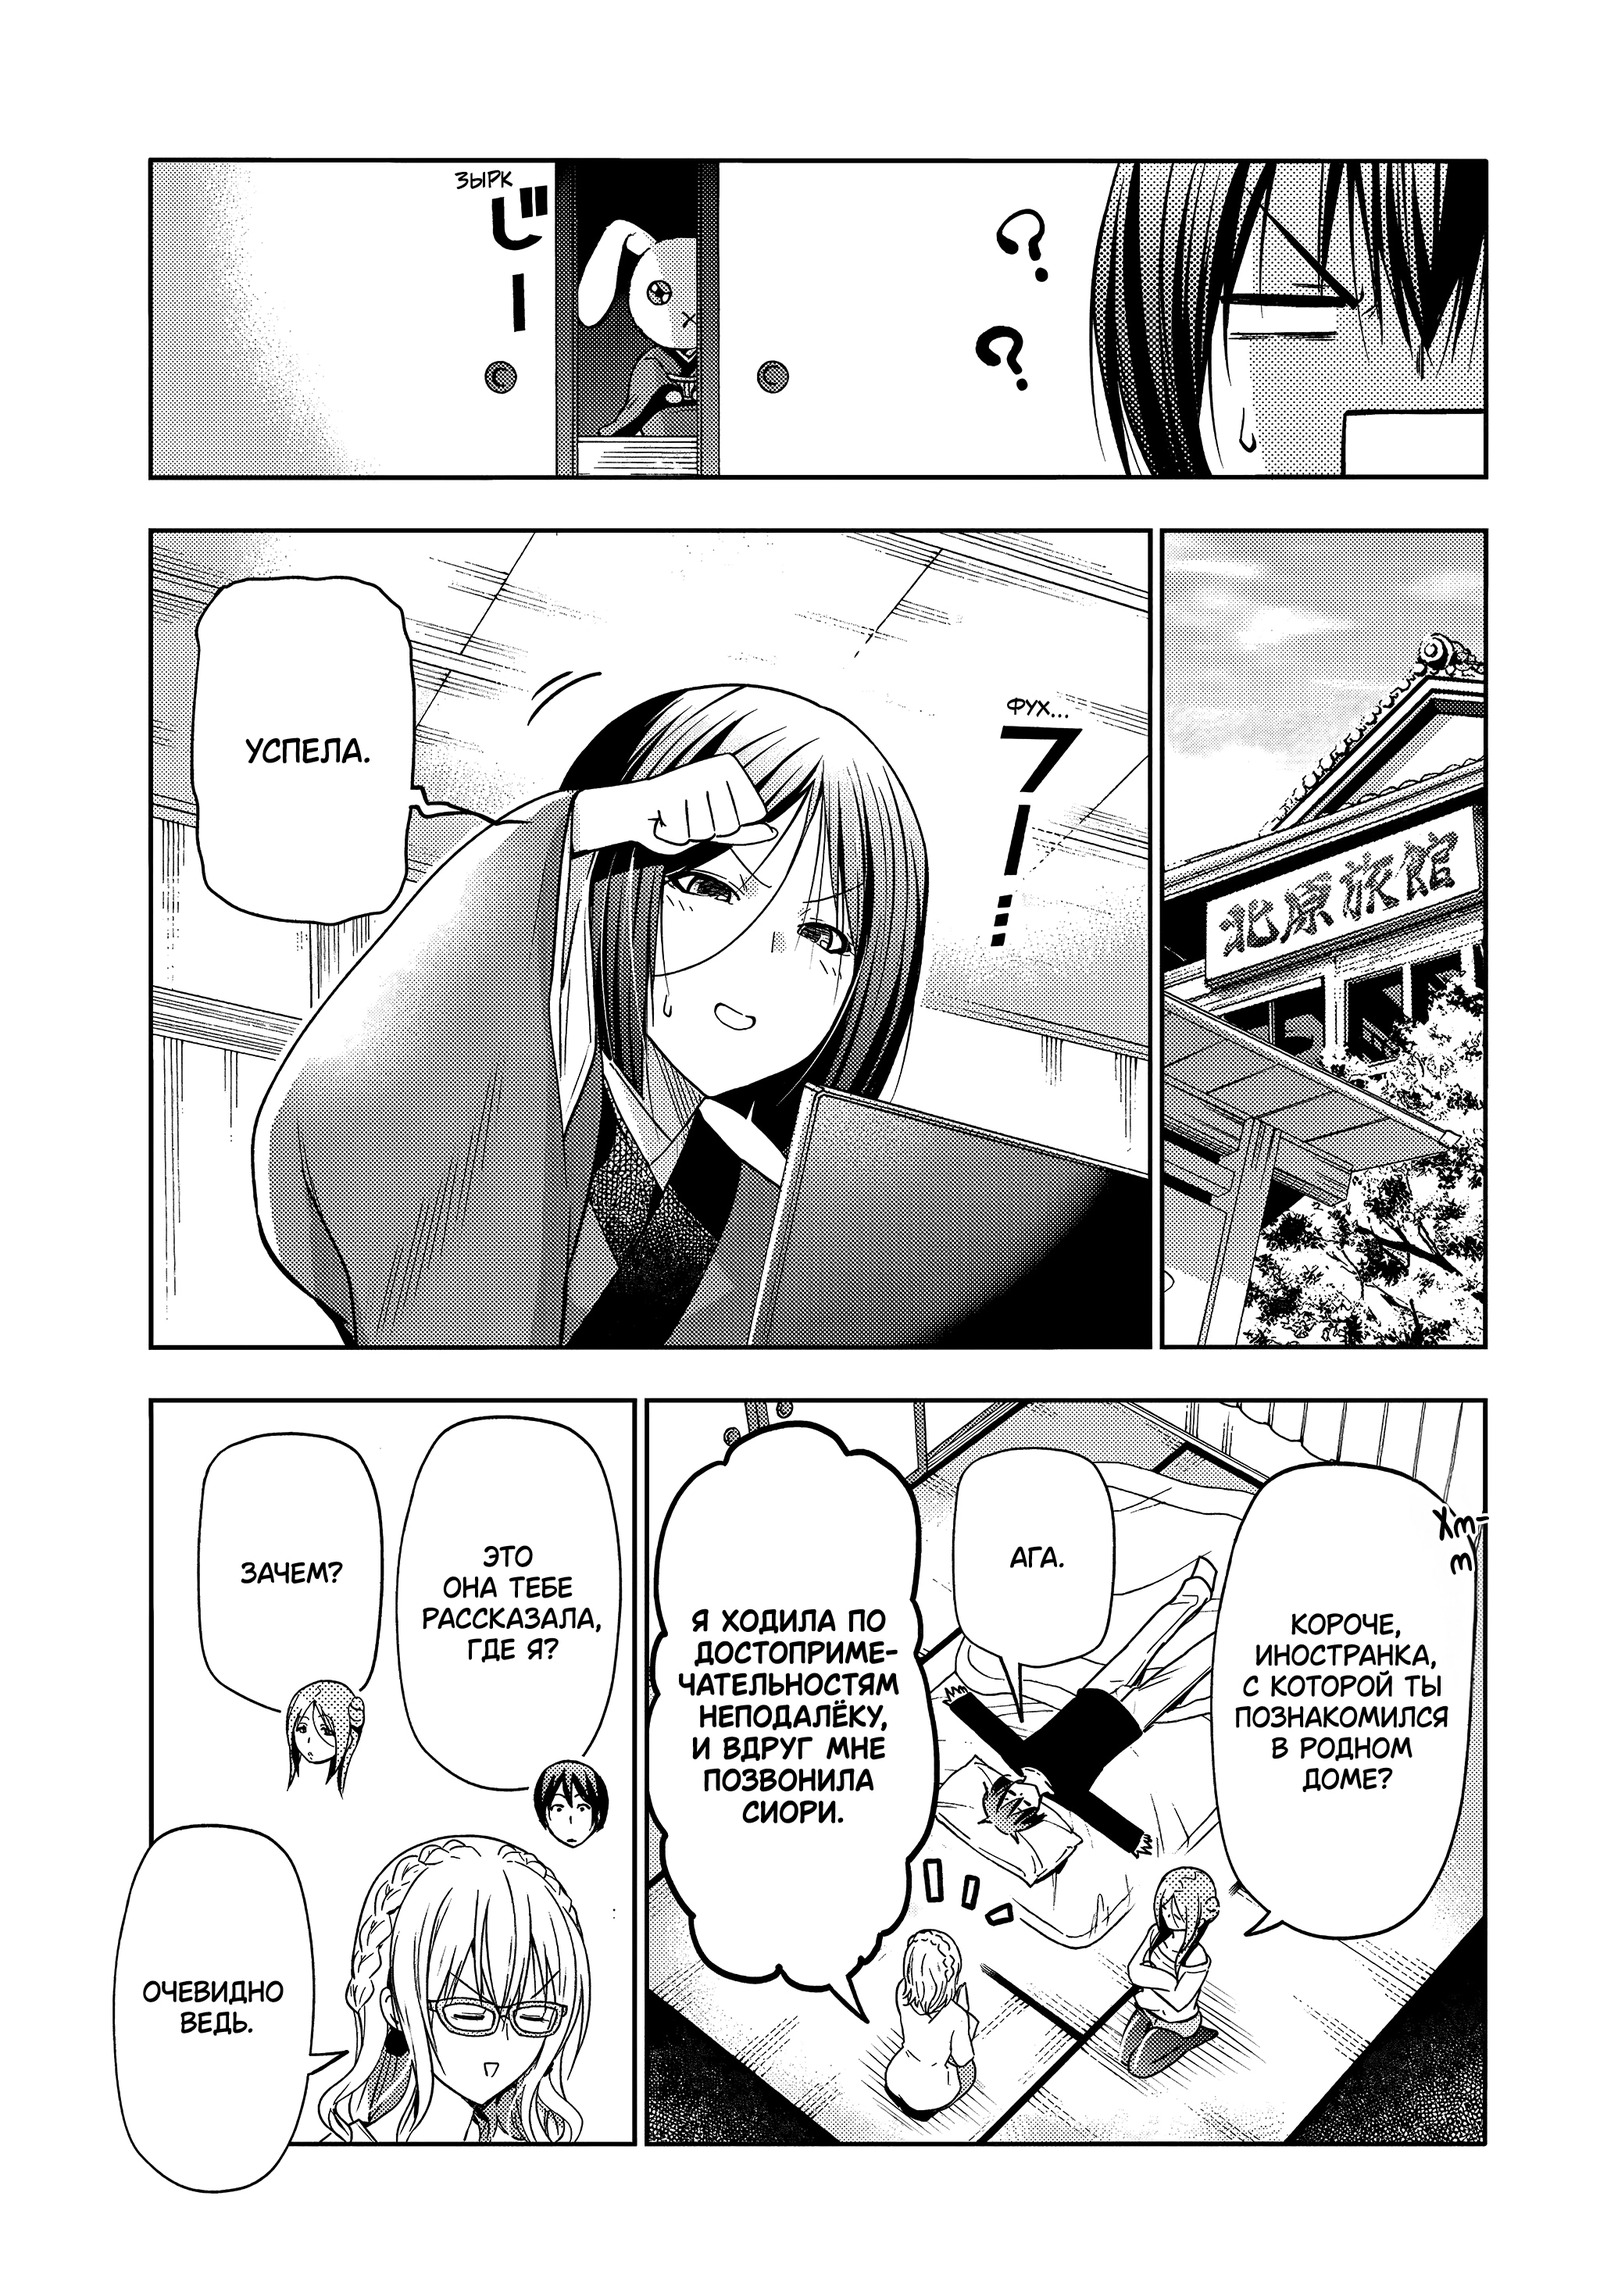 ЗЫРК
じー
?
?
北原旅館
ФУХ...
フー…
УСПЕЛА.
ХМ-
М
КОРОЧЕ,
ИНОСТРАНКА,
С КОТОРОЙ ТЫ
ПОЗНАКОМИЛСЯ
В РОДНОМ
ДОМЕ?
АГА.
Я ХОДИЛА ПО
ДОСТОПРИМЕ-
ЧАТЕЛЬНОСТЯМ
НЕПОДАЛЁКУ,
И ВДРУГ МНЕ
ПОЗВОНИЛА
СИОРИ.
ЭТО
ОНА ТЕБЕ
РАССКАЗАЛА,
ГДЕ Я?
ЗАЧЕМ?
ОЧЕВИДНО
ВЕДЬ.